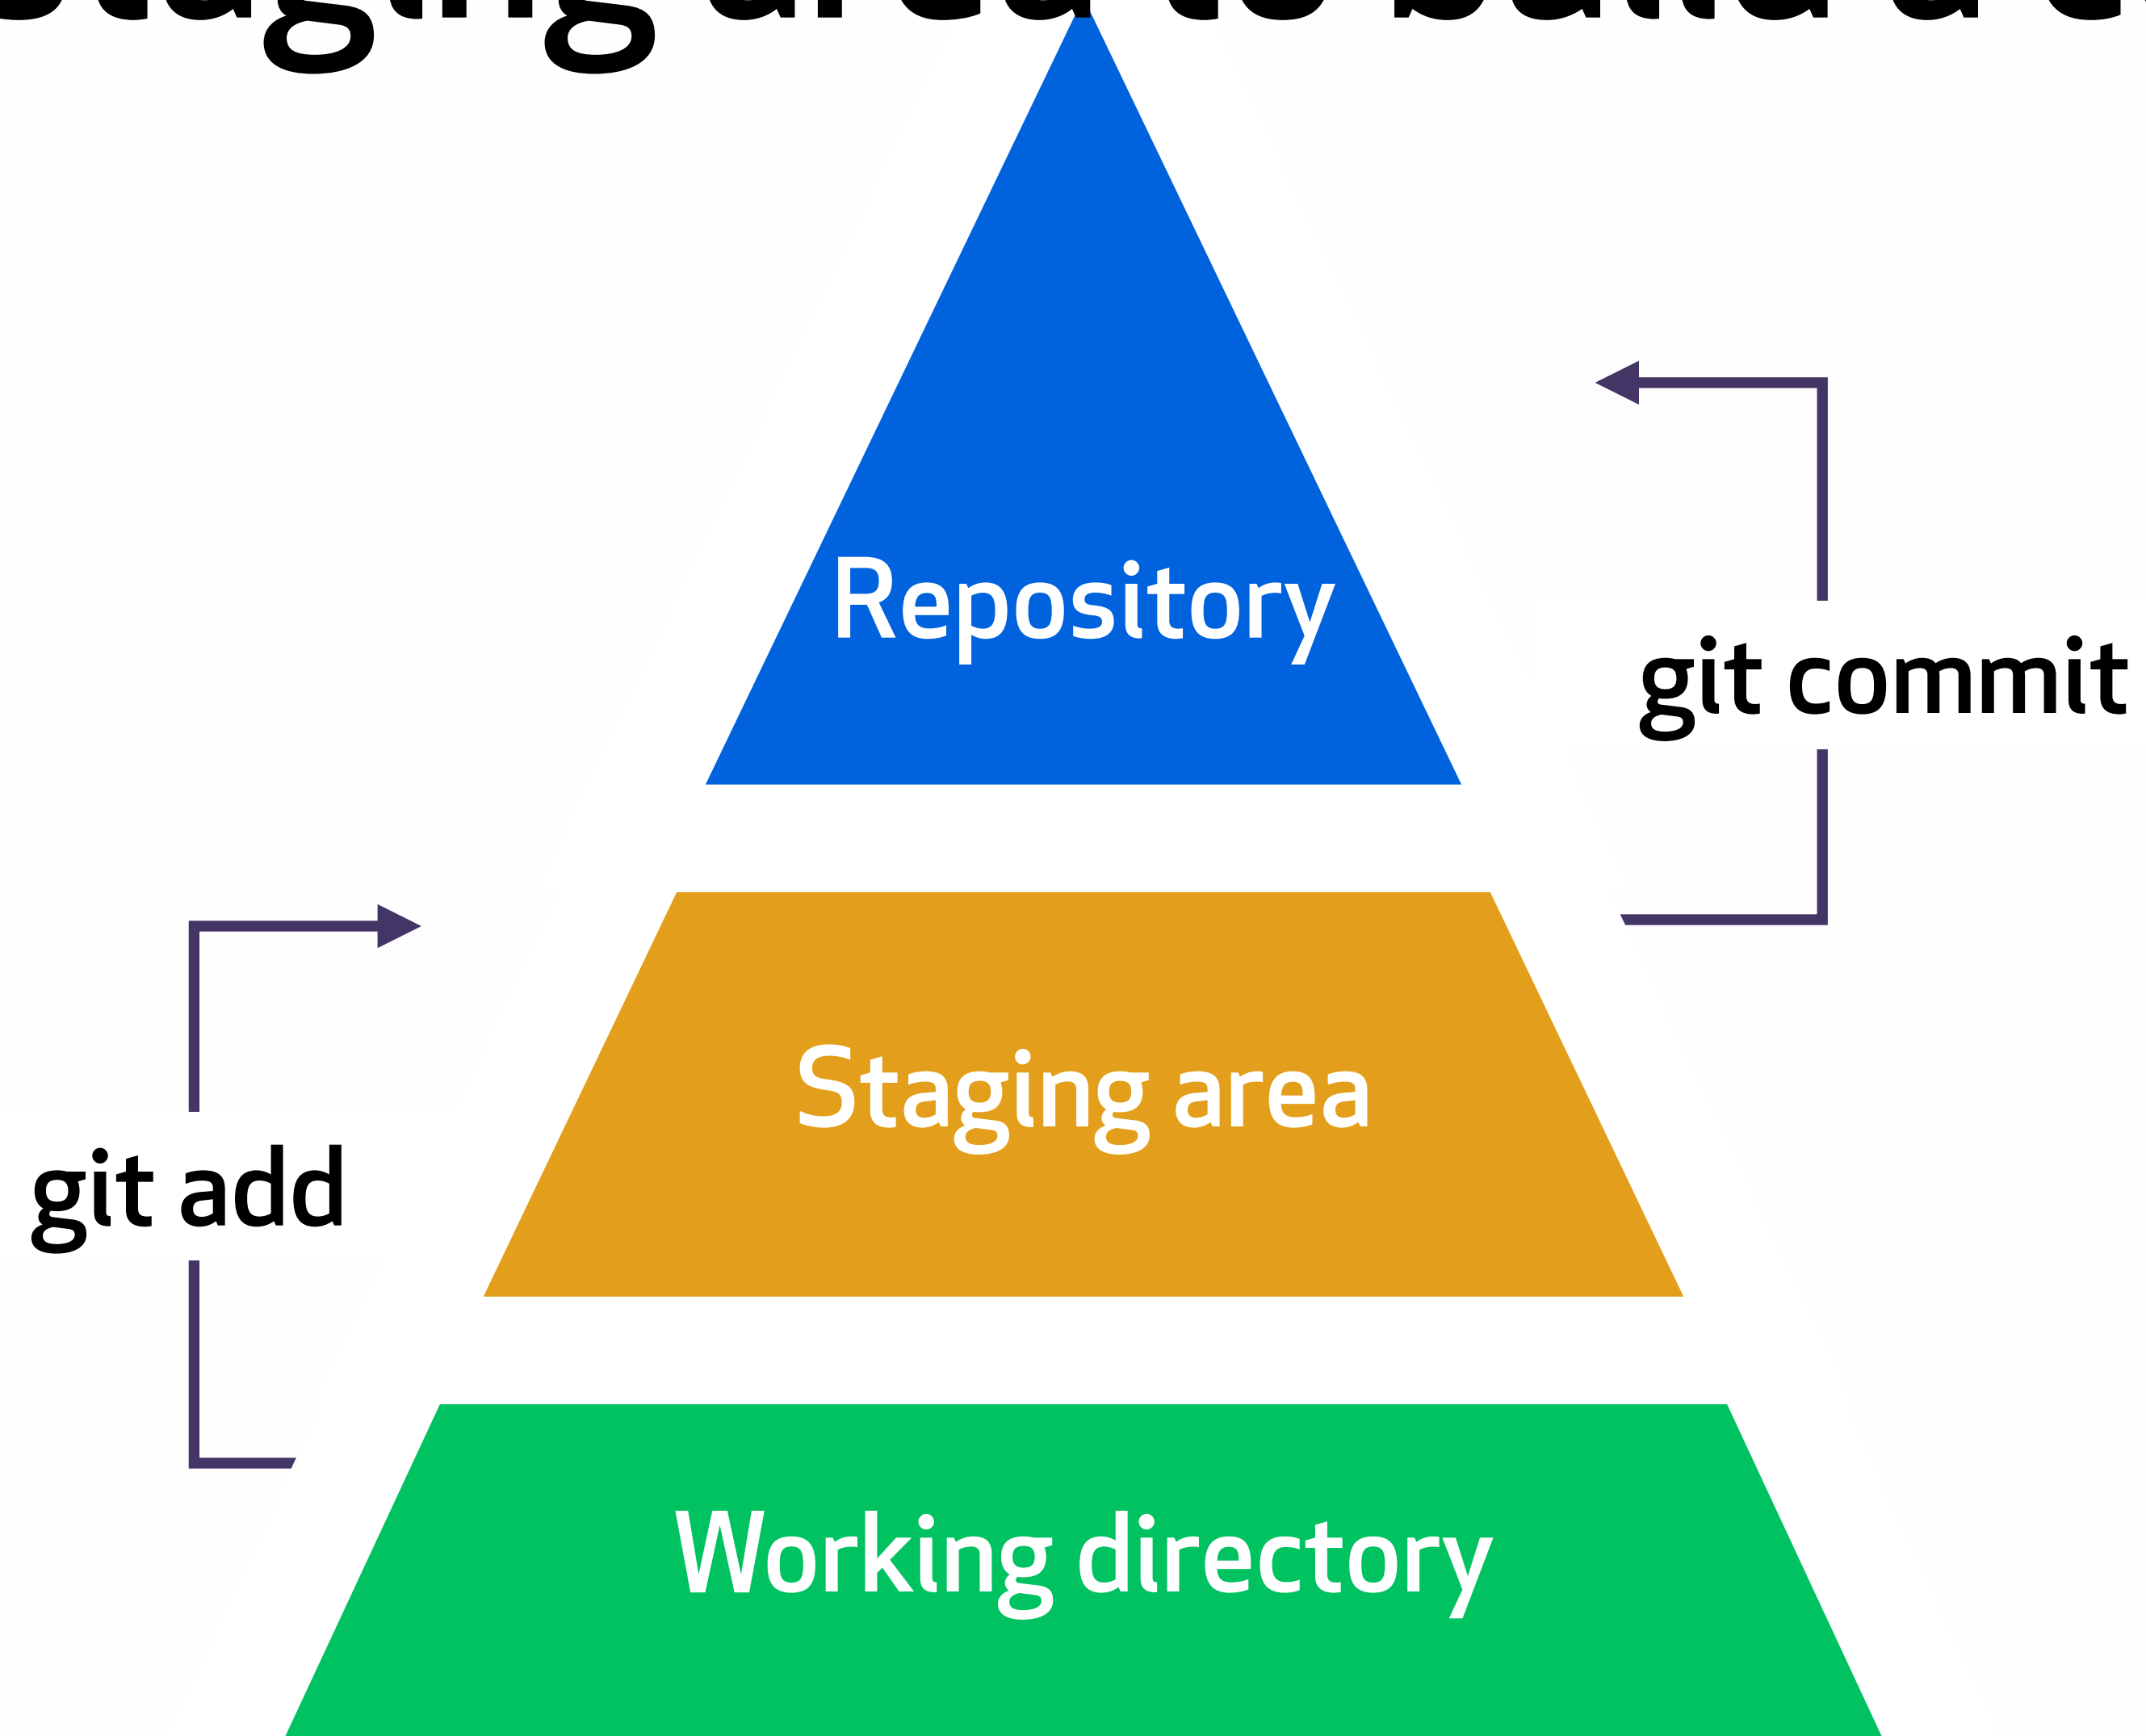 Repository
git commit
Staging area
git add
Working directory